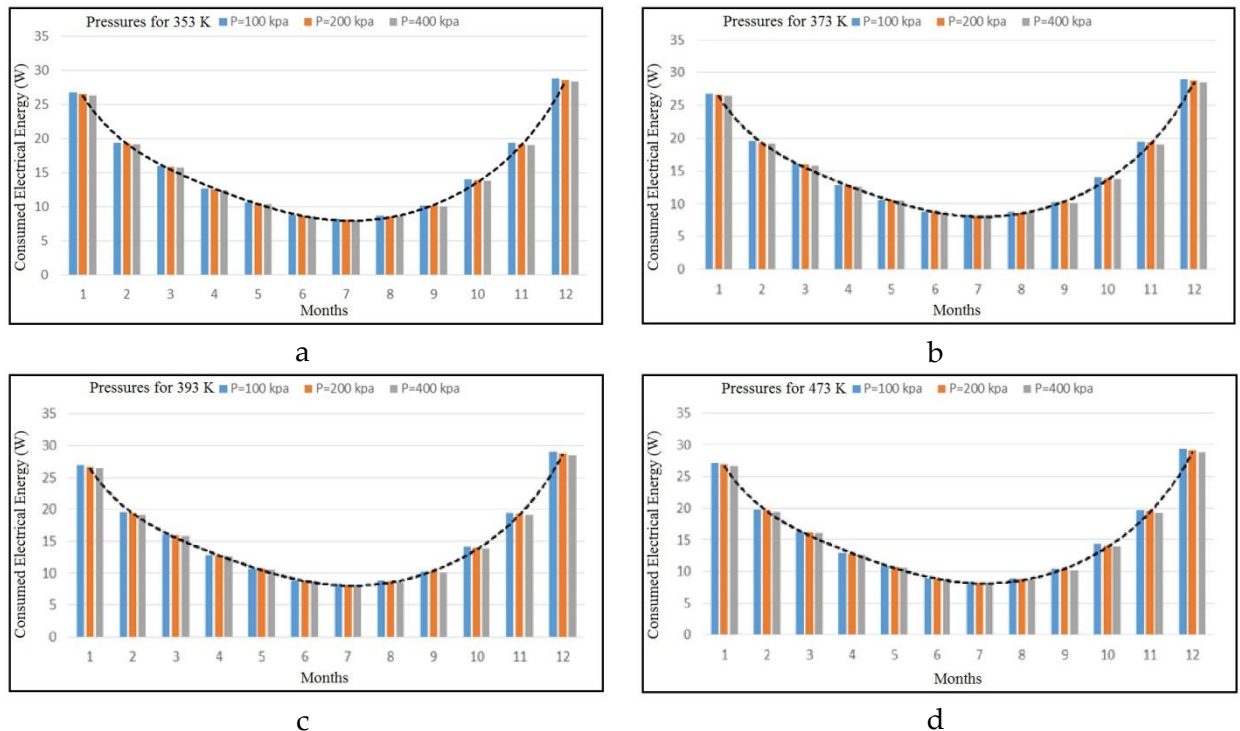 Pressures for 353 K P=100 kpa P=200 kpa P=400 kpa
Consumed Electrical Energy (W)
35
30
25
20
15
10
5
0
1 2 3 4 5 6 7 8 9 10 11 12
Months
a
Pressures for 373 K P=100 kpa P=200 kpa P=400 kpa
Consumed Electrical Energy (W)
35
30
25
20
15
10
5
0
1 2 3 4 5 6 7 8 9 10 11 12
Months
b
Pressures for 393 K P=100 kpa P=200 kpa P=400 kpa
Consumed Electrical Energy (W)
35
30
25
20
15
10
5
0
1 2 3 4 5 6 7 8 9 10 11 12
Months
c
Pressures for 473 K P=100 kpa P=200 kpa P=400 kpa
Consumed Electrical Energy (W)
35
30
25
20
15
10
5
0
1 2 3 4 5 6 7 8 9 10 11 12
Months
d